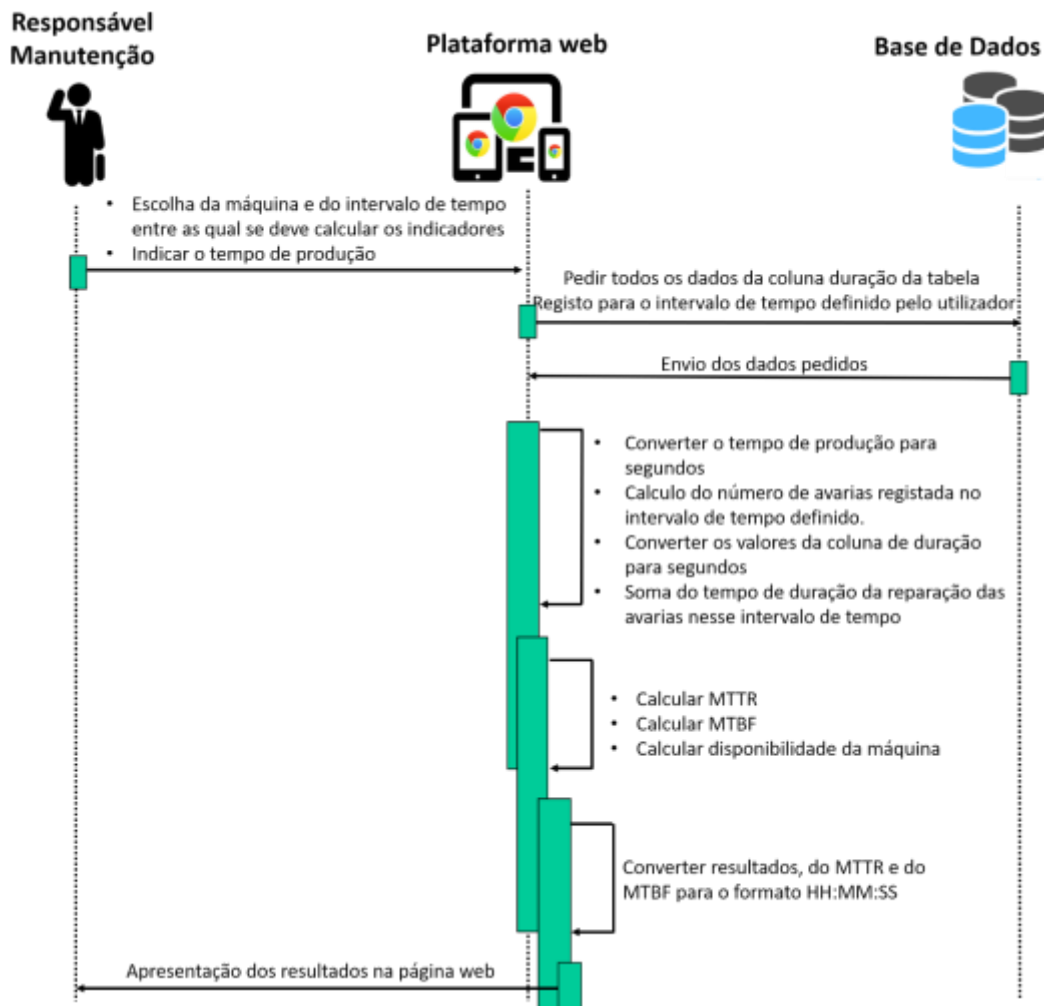 Responsável
Manutenção
Plataforma web
Base de Dados
• Escolha da máquina e do intervalo de tempo
entre as qual se deve calcular os indicadores
• Indicar o tempo de produção
Pedir todos os dados da coluna duração da tabela
Registo para o intervalo de tempo definido pelo utilizador
Envio dos dados pedidos
• Converter o tempo de produção para
segundos
• Calculo do número de avarias registada no
intervalo de tempo definido.
• Converter os valores da coluna de duração
para segundos
• Soma do tempo de duração da reparação das
avarias nesse intervalo de tempo
• Calcular MTTR
• Calcular MTBF
• Calcular disponibilidade da máquina
Converter resultados, do MTTR e do
MTBF para o formato HH:MM:SS
Apresentação dos resultados na página web